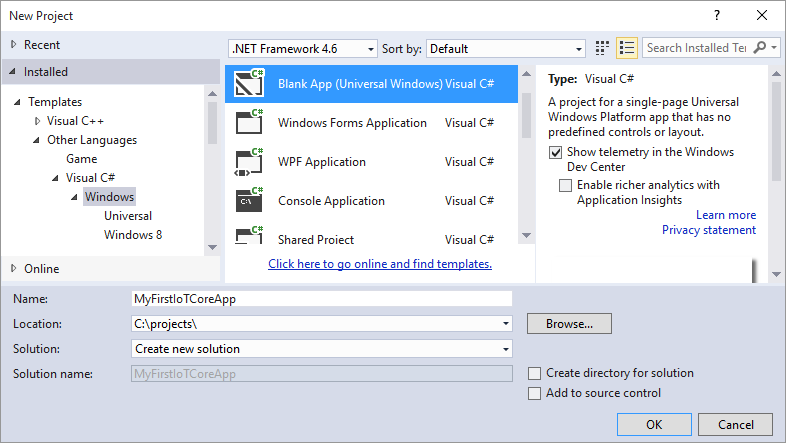 New Project
?
Recent
.NET Framework 4.6
Sort by:
Default
Search Installed Te
Installed
Templates
Visual C++
Other Languages
Game
Visual C#
Windows
Universal
Windows 8
Online
C# Blank App (Universal Windows) Visual C#
C# Windows Forms Application Visual C#
C# WPF Application Visual C#
C# C:\ Console Application Visual C#
C# Shared Project Visual C#
Click here to go online and find templates.
Type: Visual C#
A project for a single-page Universal
Windows Platform app that has no
predefined controls or layout.
Show telemetry in the Windows
Dev Center
Enable richer analytics with
Application Insights
Learn more
Privacy statement
Name: MyFirstIoTCoreApp
Location: C:\projects\
Browse...
Solution: Create new solution
Solution name: MyFirstIoTCoreApp
Create directory for solution
Add to source control
OK
Cancel